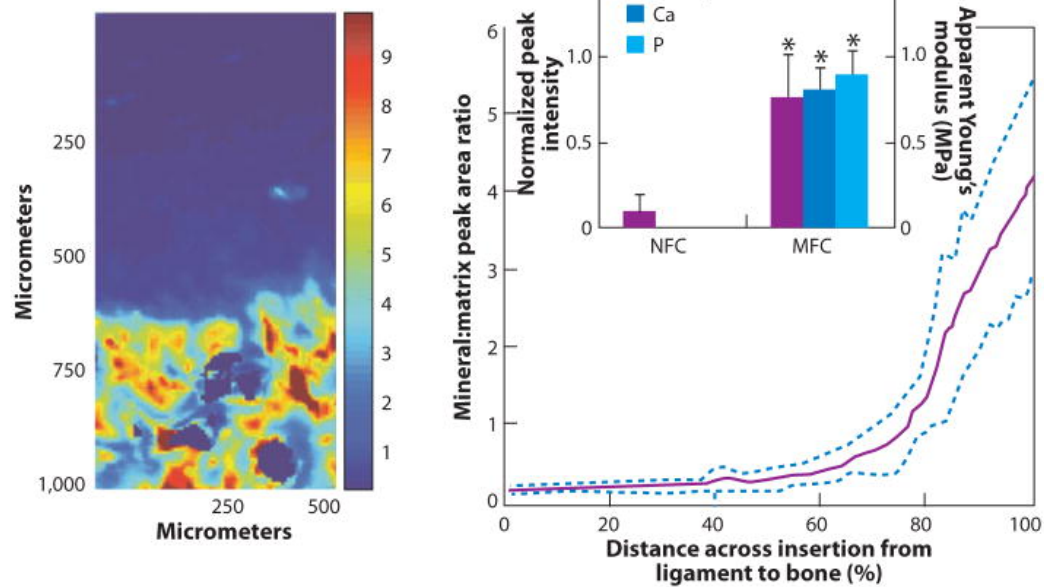 Micrometers
250
500
750
1,000
250
500
Micrometers
9
8
7
6
5
4
3
2
1
Mineral:matrix peak area ratio
6
5
4
3
2
1
0
0
20
40
60
80
100
Distance across insertion from
ligament to bone (%)
Normalized peak
intensity
1.0
0.5
0
Ca
P
*
*
*
NFC
MFC
1.0
0.5
0
Apparent Young's
modulus (MPa)